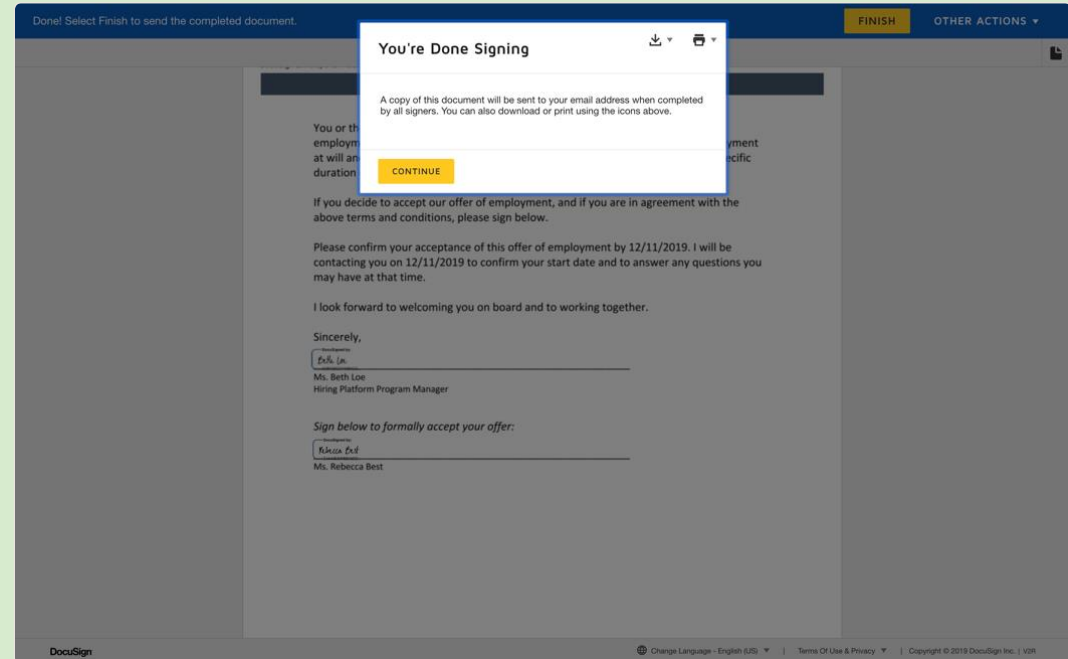 Done! Select Finish to send the completed document.
FINISH
OTHER ACTIONS
You're Done Signing
A copy of this document will be sent to your email address when completed
by all signers. You can also download or print using the icons above.
CONTINUE
You or th
employm yment
at will an ecific
duration
If you decide to accept our offer of employment, and if you are in agreement with the
above terms and conditions, please sign below.
Please confirm your acceptance of this offer of employment by 12/11/2019. I will be
contacting you on 12/11/2019 to confirm your start date and to answer any questions you
may have at that time.
I look forward to welcoming you on board and to working together.
Sincerely,
Beth Loe
Ms. Beth Loe
Hiring Platform Program Manager
Sign below to formally accept your offer:
Rebecca Best
Ms. Rebecca Best
DocuSign
Change Language - English (US) | Terms Of Use & Privacy | Copyright © 2019 DocuSign Inc. | V2R